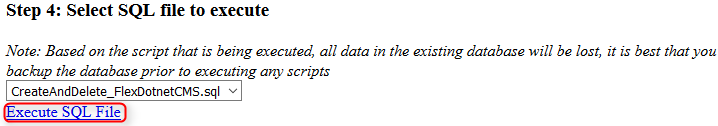 Step 4: Select SQL file to execute
Note: Based on the script that is being executed, all data in the existing database will be lost, it is best that you
backup the database prior to executing any scripts
CreateAndDelete_FlexDotnetCMS.sql
Execute SQL File